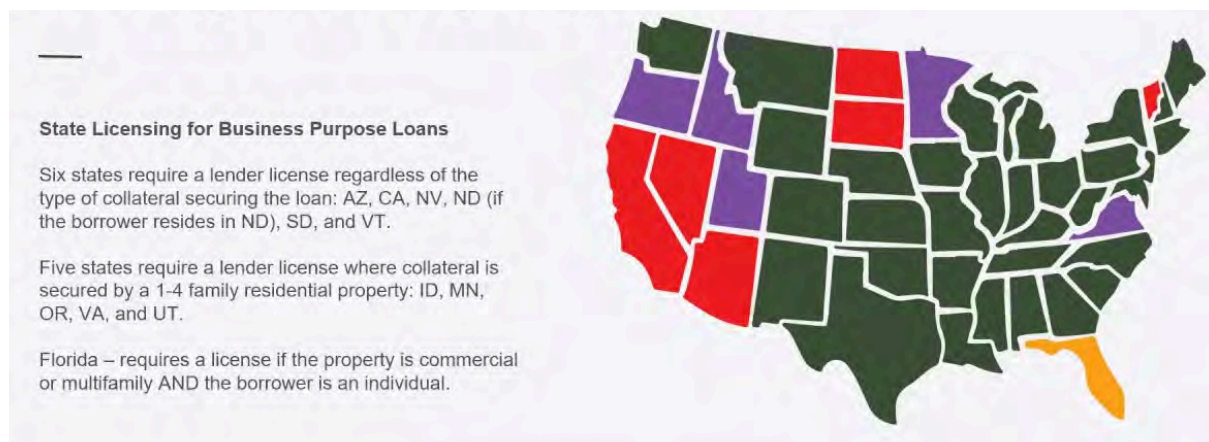 State Licensing for Business Purpose Loans
Six states require a lender license regardless of the
type of collateral securing the loan: AZ, CA, NV, ND (if
the borrower resides in ND), SD, and VT.
Five states require a lender license where collateral is
secured by a 1-4 family residential property: ID, MN,
OR, VA, and UT.
Florida – requires a license if the property is commercial
or multifamily AND the borrower is an individual.